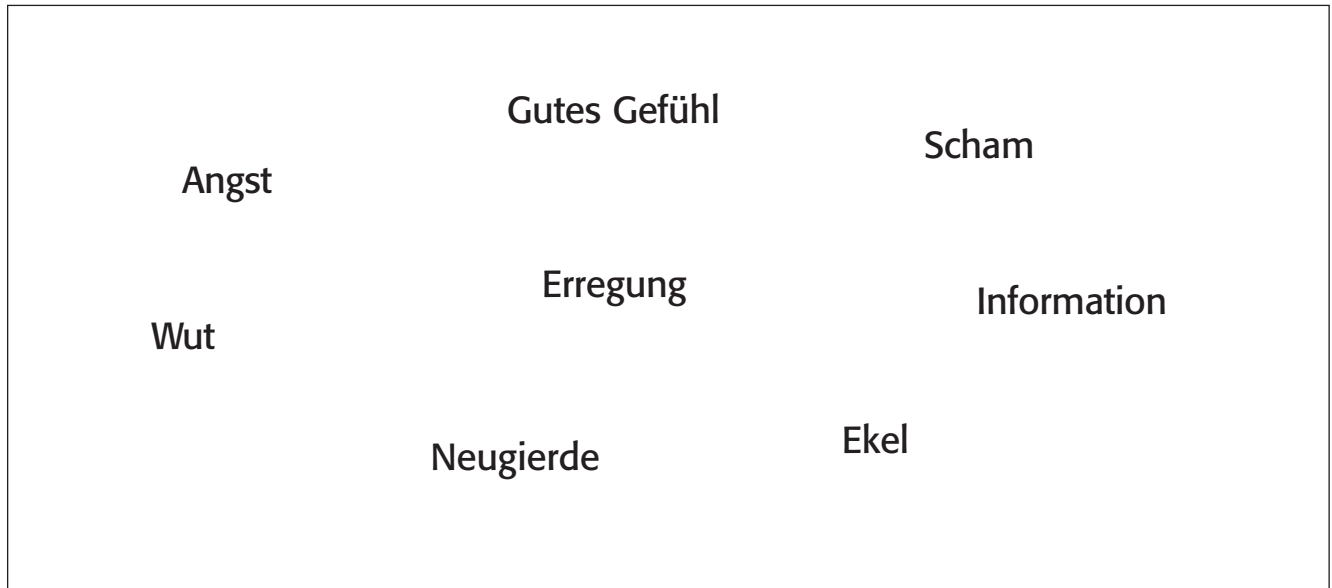 Gutes Gefühl
Scham
Angst
Erregung
Information
Wut
Ekel
Neugierde